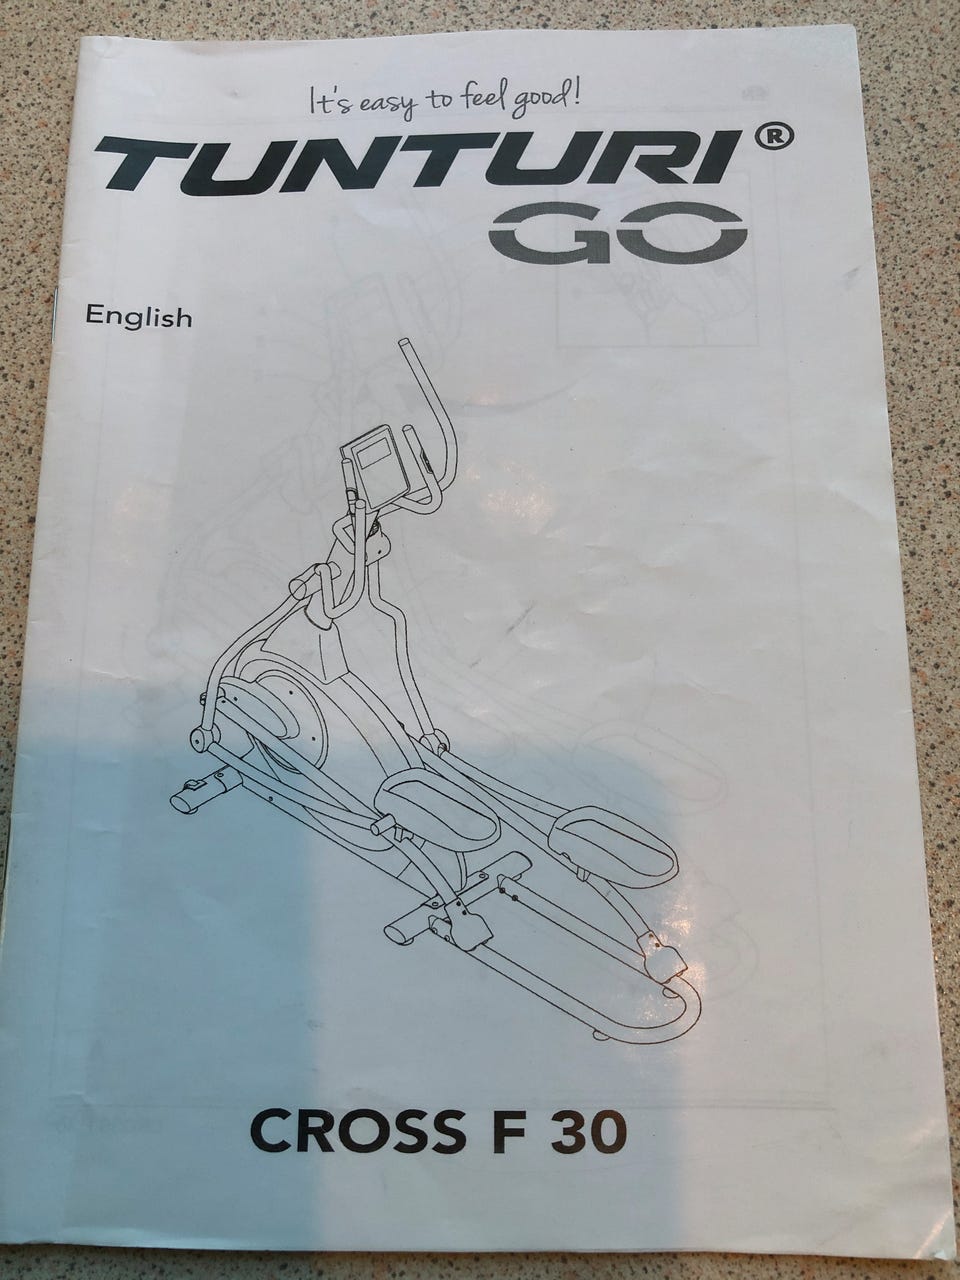 It's easy to feel good!
TUNTURI®
GO
English
CROSS F 30